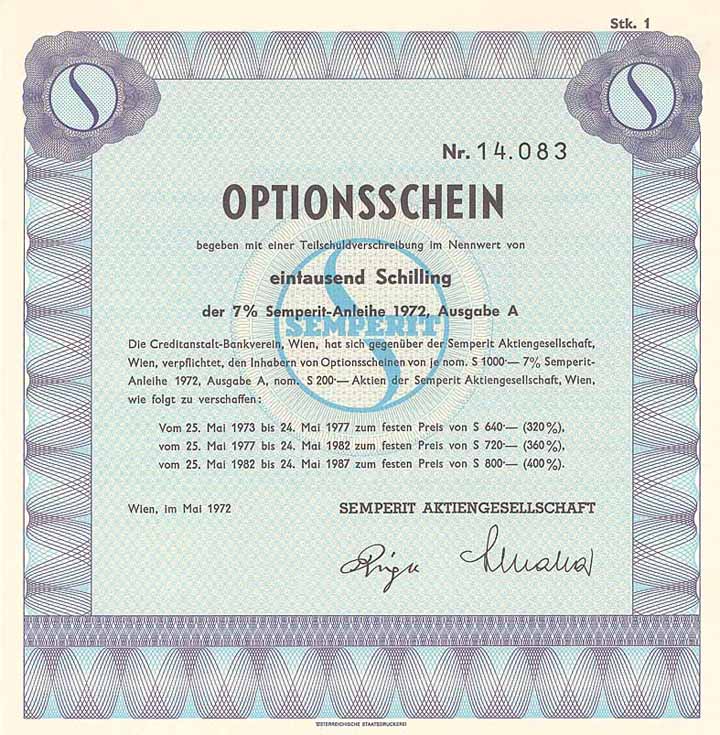 Stk. 1
Nr. 14.083
OPTIONSSCHEIN
begeben mit einer Teilschuldverschreibung im Nennwert von
eintausend Schilling
der 7% Semperit-Anleihe 1972, Ausgabe A
SEMPERIT
Die Creditanstalt-Bankverein, Wien, hat sich gegenüber der Semperit Aktiengesellschaft,
Wien, verpflichtet, den Inhabern von Optionsscheinen von je nom. S 1000·— 7% Semperit-
Anleihe 1972, Ausgabe A, nom. S 200·— Aktien der Semperit Aktiengesellschaft, Wien,
wie folgt zu verschaffen:
Vom 25. Mai 1973 bis 24. Mai 1977 zum festen Preis von S 640·— (320%),
vom 25. Mai 1977 bis 24. Mai 1982 zum festen Preis von S 720·— (360%),
vom 25. Mai 1982 bis 24. Mai 1987 zum festen Preis von S 800·— (400%).
Wien, im Mai 1972
SEMPERIT AKTIENGESELLSCHAFT
ÖSTERREICHISCHE STAATSDRUCKEREI